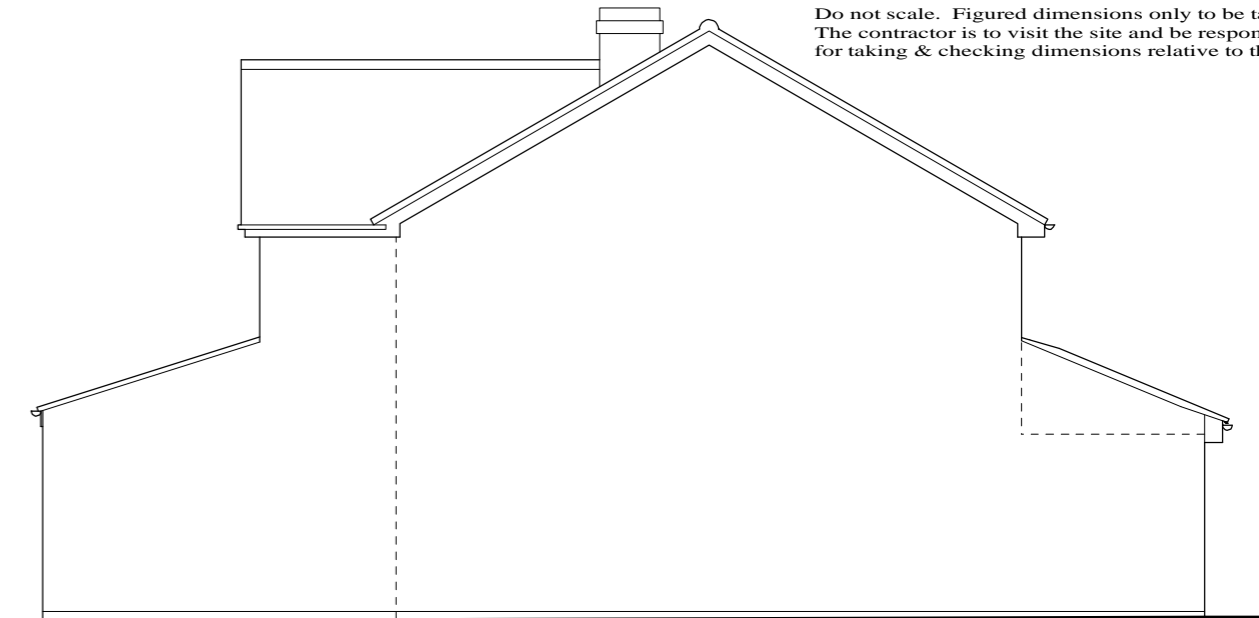 Do not scale. Figured dimensions only to be
The contractor is to visit the site and be
for taking & checking dimensions relative to